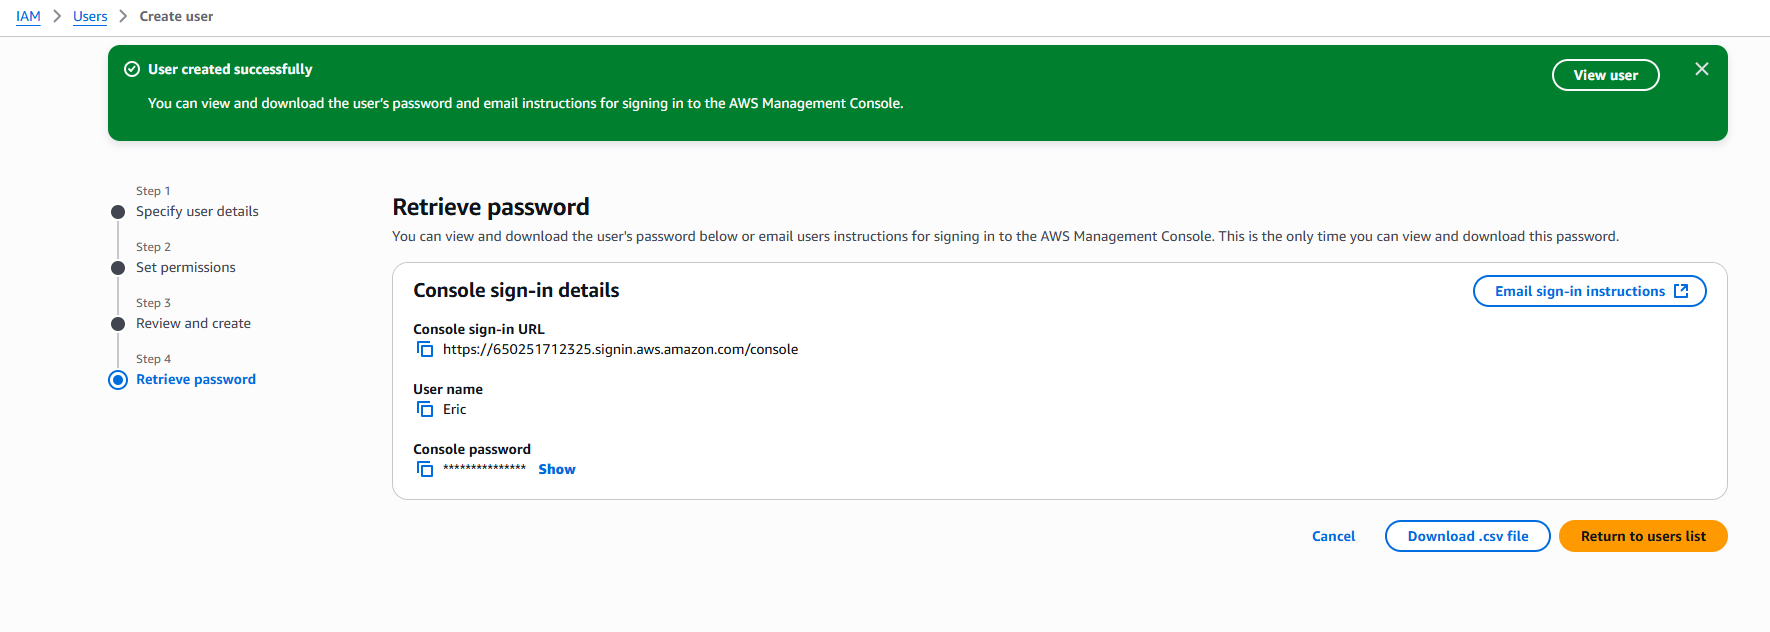 IAM > Users > Create user
User created successfully
You can view and download the user's password and email instructions for signing in to the AWS Management Console.
View user
Step 1
Specify user details
Step 2
Set permissions
Step 3
Review and create
Step 4
Retrieve password
Retrieve password
You can view and download the user's password below or email users instructions for signing in to the AWS Management Console. This is the only time you can view and download this password.
Console sign-in details
Email sign-in instructions
Console sign-in URL
https://650251712325.signin.aws.amazon.com/console
User name
Eric
Console password
*************** Show
Cancel
Download .csv file
Return to users list